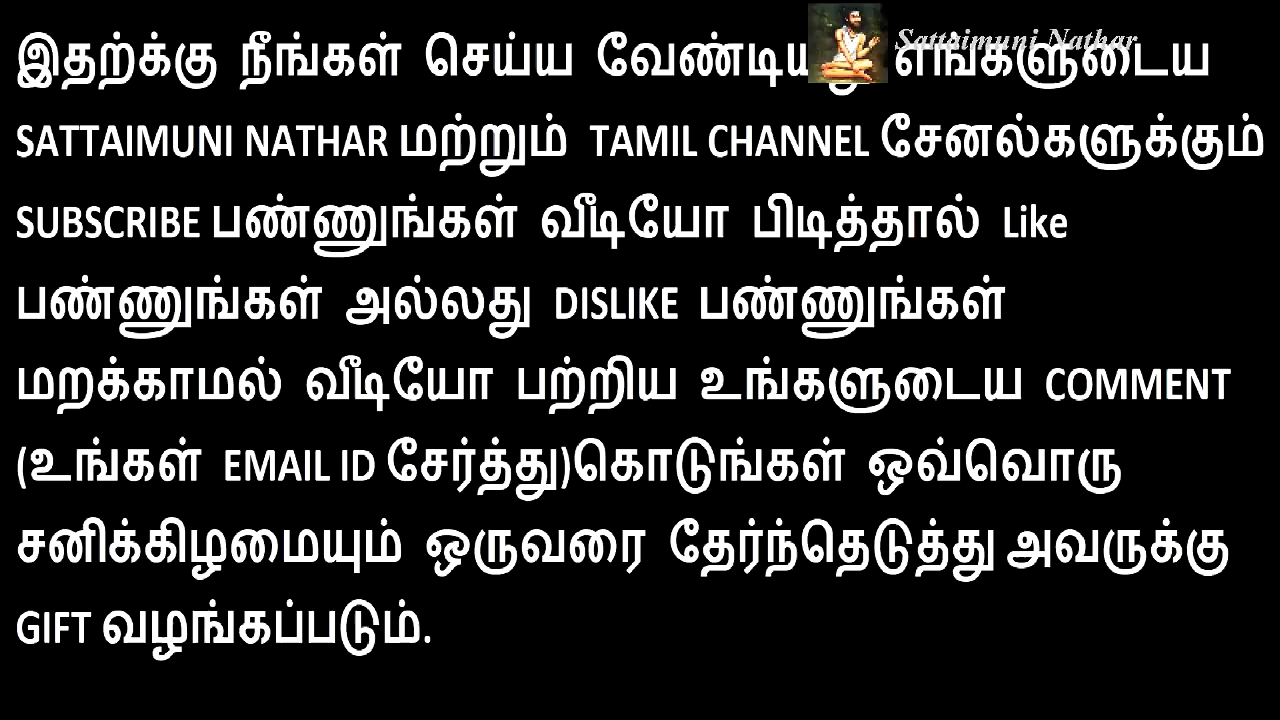 இதற்க்கு நீங்கள் செய்ய எங்களுடைய
Sattaimuni Nathar
SATTAIMUNI NATHAR மற்றும் TAMIL CHANNEL சேனல்களுக்கும்
SUBSCRIBE பண்ணுங்கள் வீடியோ பிடித்தால் Like
பண்ணுங்கள் அல்லது DISLIKE பண்ணுங்கள்
மறக்காமல் வீடியோ பற்றிய உங்களுடைய COMMENT
(உங்கள் EMAIL ID சேர்த்து)கொடுங்கள் ஒவ்வொரு
சனிக்கிழமையும் ஒருவரை தேர்ந்தெடுத்து அவருக்கு
GIFT வழங்கப்படும்.